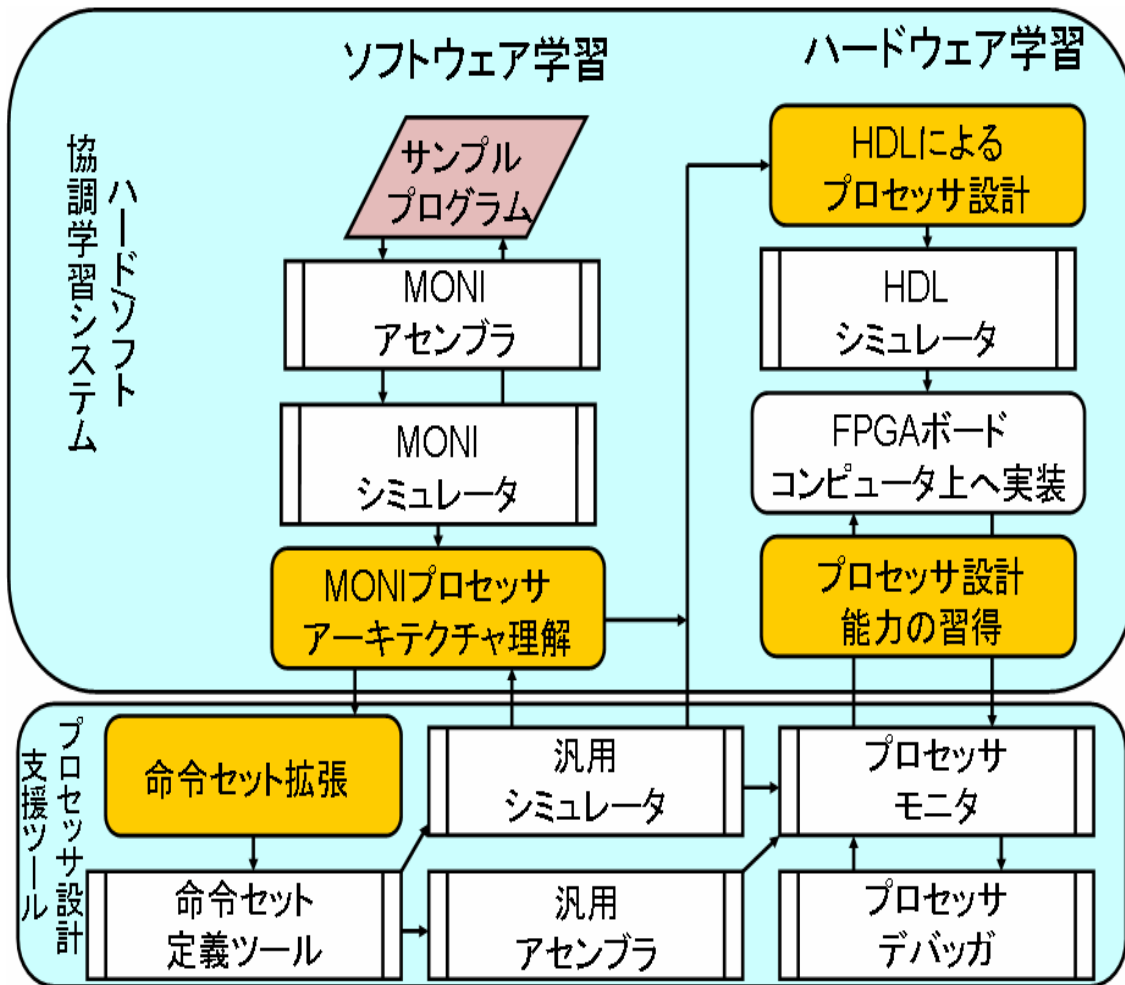 ソフトウェア学習
ハードウェア学習
ハード/ソフト
協調学習システム
サンプル
プログラム
MONI
アセンブラ
MONI
シミュレータ
MONIプロセッサ
アーキテクチャ理解
HDLによる
プロセッサ設計
HDL
シミュレータ
FPGAボード
コンピュータ上へ実装
プロセッサ設計
能力の習得
プロセッサ設計
支援ツール
命令セット拡張
命令セット
定義ツール
汎用
シミュレータ
汎用
アセンブラ
プロセッサ
モニタ
プロセッサ
デバッガ